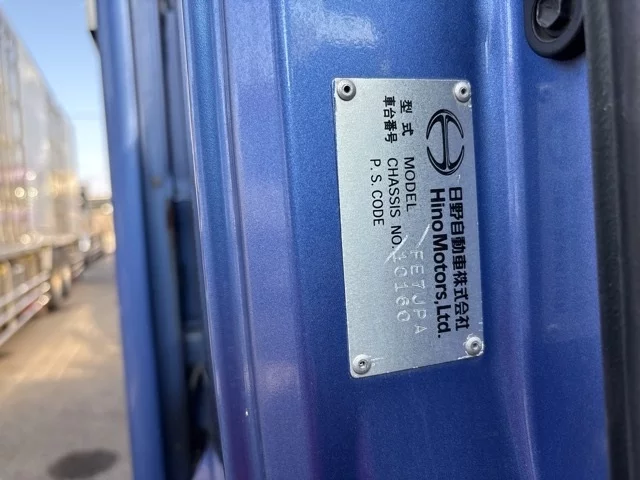 日野自動車株式会社
Hino Motors,Ltd.
型式 MODEL FE7JPA
車台番号 CHASSIS NO. 10160
P. S. CODE